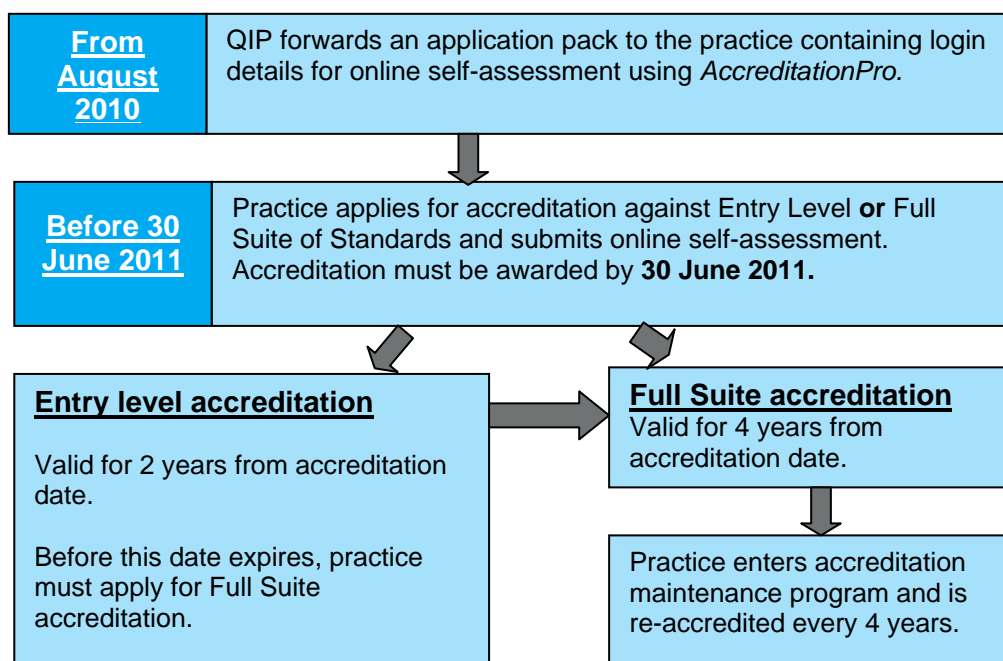 From
August
2010
QIP forwards an application pack to the practice containing login
details for online self-assessment using AccreditationPro.
Before 30
June 2011
Practice applies for accreditation against Entry Level or Full
Suite of Standards and submits online self-assessment.
Accreditation must be awarded by 30 June 2011.
Entry level accreditation
Valid for 2 years from accreditation
date.
Before this date expires, practice
must apply for Full Suite
accreditation.
Full Suite accreditation
Valid for 4 years from
accreditation date.
Practice enters accreditation
maintenance program and is
re-accredited every 4 years.